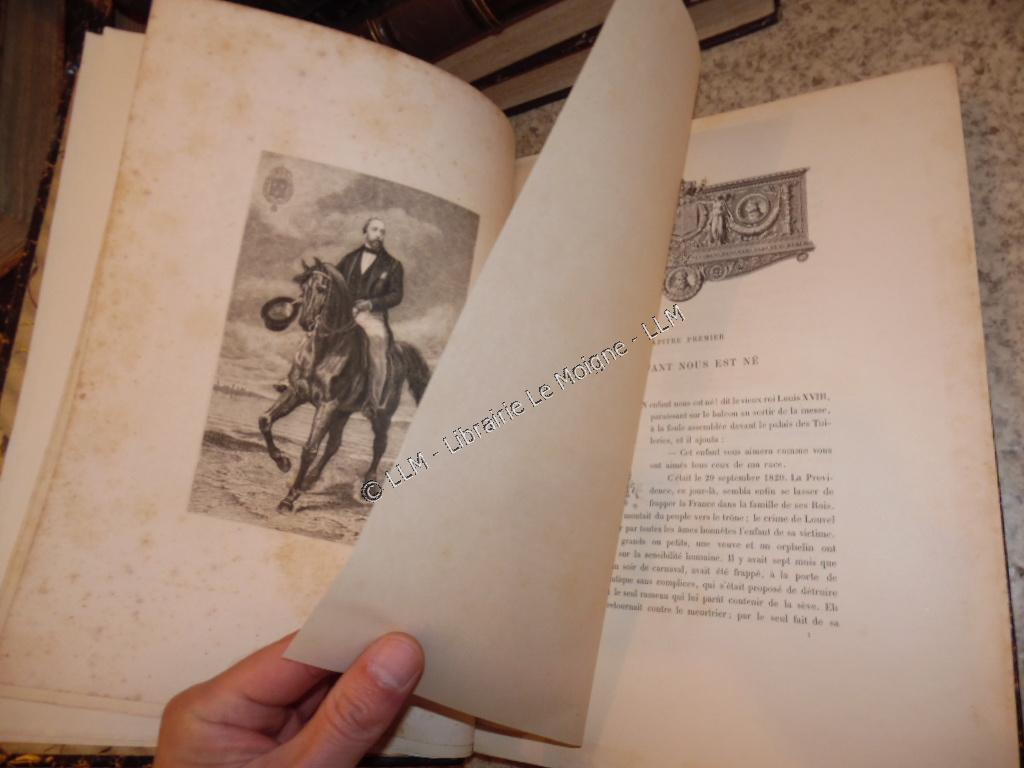 © LLM - Librairie Le Moigne - LLM
PITRE PREMIER
ANT NOUS EST NÉ
N enfant nous est né! dit le vieux roi Louis XVIII,
paraissant sur le balcon au sortir de la messe,
à la foule assemblée devant le palais des Tui-
leries, et il ajouta :
— Cet enfant vous aimera comme vous
ont aimés tous ceux de ma race.
C'était le 29 septembre 1820. La Provi-
dence, ce jour-là, sembla enfin se lasser de
frapper la France dans la famille de ses Rois.
montait du peuple vers le trône; le crime de Louvel
par toutes les âmes honnêtes l'enfant de sa victime.
grands ou petits, une veuve et un orphelin ont
sur la sensibilité humaine. Il y avait sept mois que
soir de carnaval, avait été frappé, à la porte de
tique sans complices, qui s'était proposé de détruire
le seul rameau qui lui parût contenir de la sève. Eh
retournait contre le meurtrier; par le seul fait de sa
1